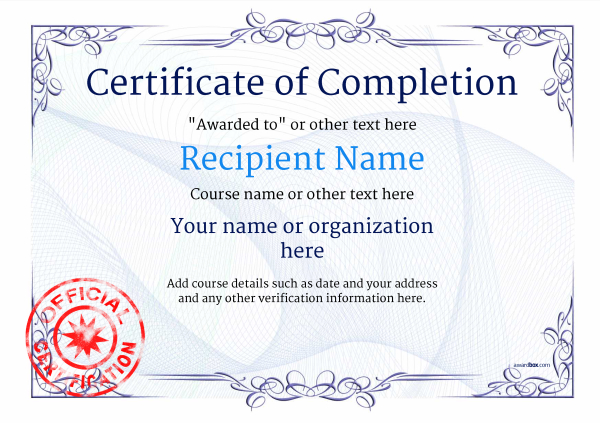 Certificate of Completion
"Awarded to" or other text here
Recipient Name
Course name or other text here
Your name or organization
here
Add course details such as date and your address
and any other verification information here.
OFFICIAL
awardbox.com